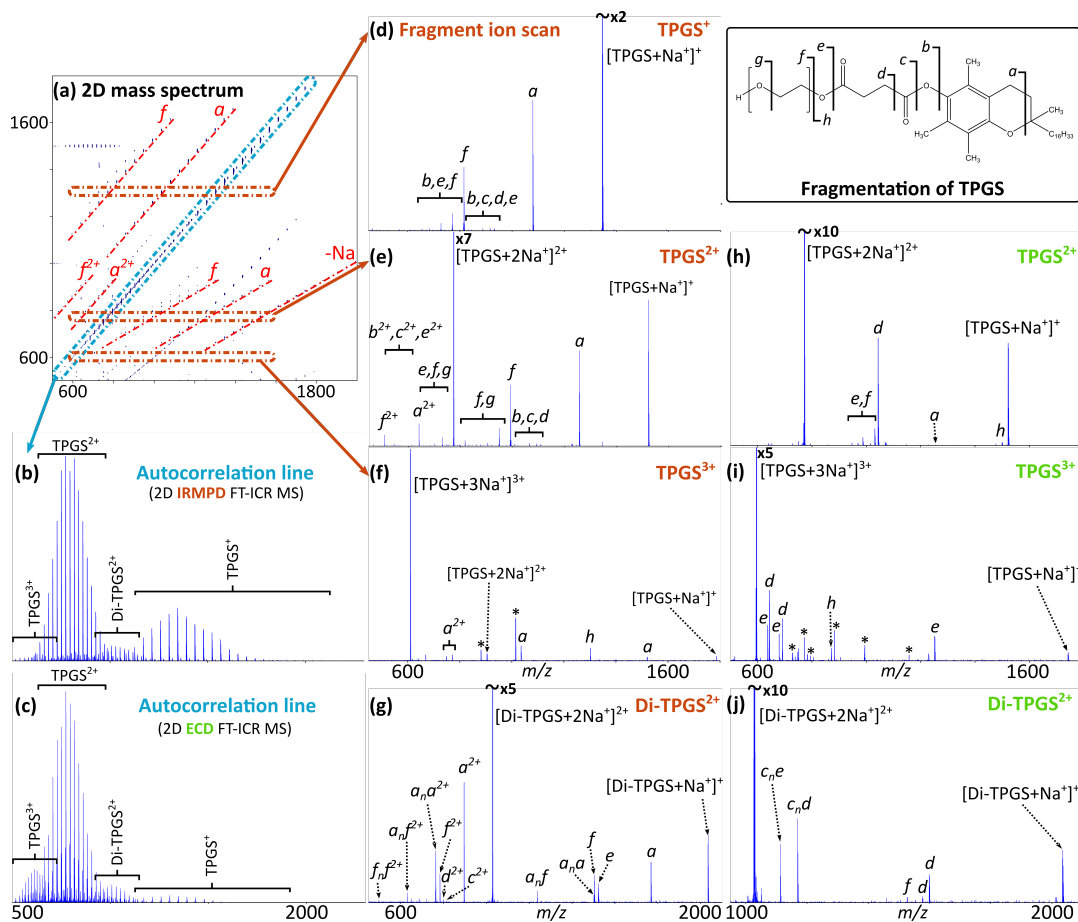 (a) 2D mass spectrum
1600
600
600
1800
f
a
f²⁺
a²⁺
f
a
-Na
(d) Fragment ion scan
TPGS⁺
~x2
[TPGS+Na⁺]⁺
a
f
b,e,f
b,c,d,e
g
f
e
d
c
b
a
h
H
O
O
O
O
O
O
CH₃
H₃C
CH₃
CH₃
C₁₆H₃₃
Fragmentation of TPGS
(e)
x7
TPGS²⁺
[TPGS+2Na⁺]²⁺
[TPGS+Na⁺]⁺
b²⁺,c²⁺,e²⁺
e,f,g
f²⁺
a²⁺
f,g
f
b,c,d
a
(h)
~x10
TPGS²⁺
[TPGS+2Na⁺]²⁺
[TPGS+Na⁺]⁺
d
e,f
a
h
(b)
TPGS²⁺
Autocorrelation line
(2D IRMPD FT-ICR MS)
TPGS³⁺
Di-TPGS²⁺
TPGS⁺
(f)
TPGS³⁺
[TPGS+3Na⁺]³⁺
[TPGS+2Na⁺]²⁺
[TPGS+Na⁺]⁺
a²⁺
*
*
a
h
a
600
m/z
1600
(i)
x5
TPGS³⁺
[TPGS+3Na⁺]³⁺
[TPGS+Na⁺]⁺
e
d
e
d
*
*
*
h
*
*
*
e
600
m/z
1600
(c)
TPGS²⁺
Autocorrelation line
(2D ECD FT-ICR MS)
TPGS³⁺
Di-TPGS²⁺
TPGS⁺
500
2000
(g)
~x5
Di-TPGS²⁺
[Di-TPGS+2Na⁺]²⁺
[Di-TPGS+Na⁺]⁺
a²⁺
aₙa²⁺
aₙf²⁺
f²⁺
fₙf²⁺
d²⁺
c²⁺
aₙf
aₙa
f
e
a
600
m/z
2000
(j)
~x10
Di-TPGS²⁺
[Di-TPGS+2Na⁺]²⁺
[Di-TPGS+Na⁺]⁺
cₙe
cₙd
f
d
d
1000
m/z
2000